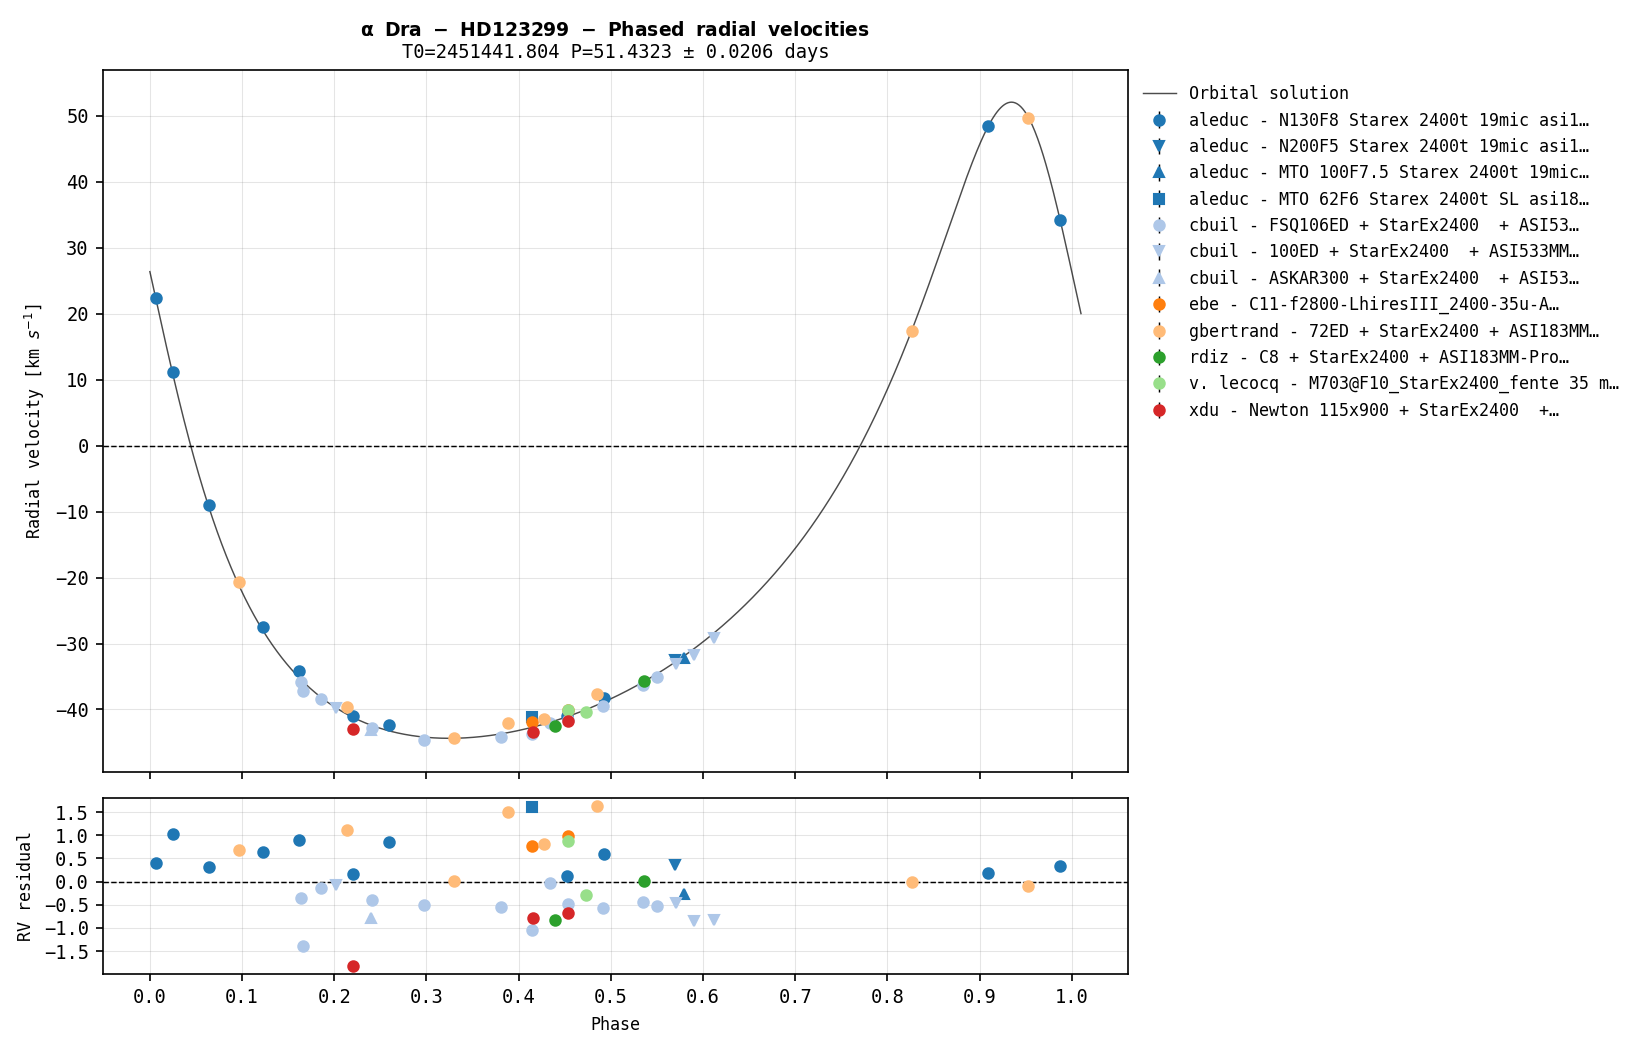 α Dra − HD123299 − Phased radial velocities
T0=2451441.804 P=51.4323 ± 0.0206 days
Radial velocity [km s⁻¹]
50
40
30
20
10
0
−10
−20
−30
−40
Orbital solution
aleduc - N130F8 Starex 2400t 19mic asi1…
aleduc - N200F5 Starex 2400t 19mic asi1…
aleduc - MTO 100F7.5 Starex 2400t 19mic…
aleduc - MTO 62F6 Starex 2400t SL asi18…
cbuil - FSQ106ED + StarEx2400  + ASI53…
cbuil - 100ED + StarEx2400  + ASI533MM…
cbuil - ASKAR300 + StarEx2400  + ASI53…
ebe - C11-f2800-LhiresIII_2400-35u-A…
gbertrand - 72ED + StarEx2400 + ASI183MM…
rdiz - C8 + StarEx2400 + ASI183MM-Pro…
v. lecocq - M703@F10_StarEx2400_fente 35 m…
xdu - Newton 115x900 + StarEx2400  +…
RV residual
1.5
1.0
0.5
0.0
−0.5
−1.0
−1.5
0.0 0.1 0.2 0.3 0.4 0.5 0.6 0.7 0.8 0.9 1.0
Phase